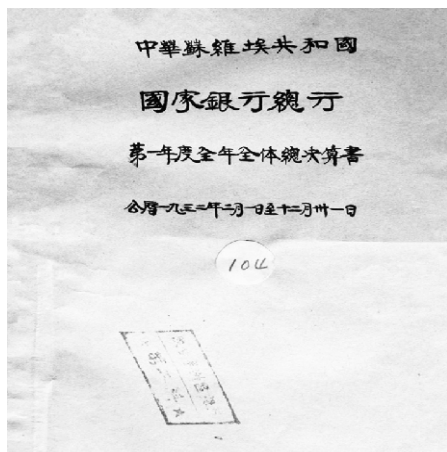 中華蘇維埃共和國
國家銀行總行
第一年度全年全体總决算書
公曆一九三二年二月一日至十二月卅一日
104